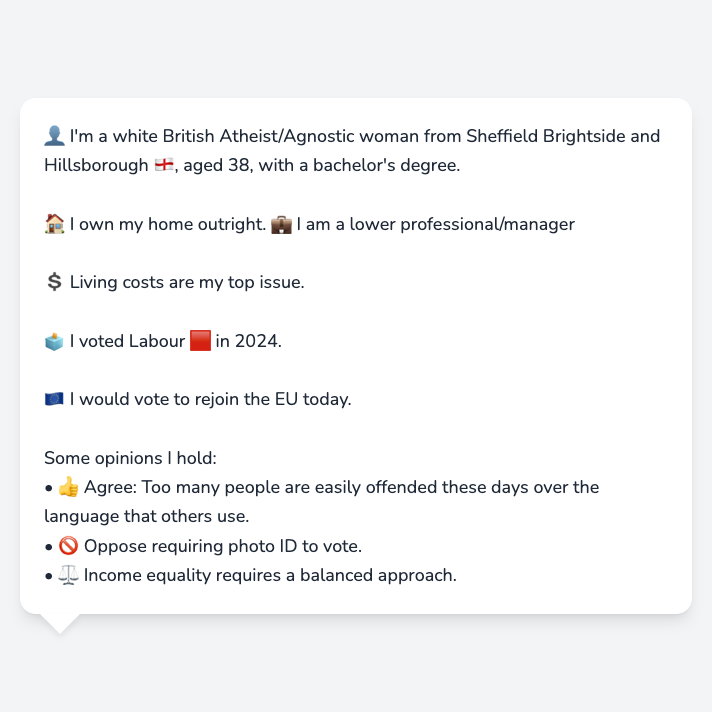 👤 I'm a white British Atheist/Agnostic woman from Sheffield Brightside and
Hillsborough 🏴󠁧󠁢󠁥󠁮󠁧󠁿, aged 38, with a bachelor's degree.
🏠 I own my home outright. 💼 I am a lower professional/manager
💲 Living costs are my top issue.
🗳️ I voted Labour 🟥 in 2024.
🇪🇺 I would vote to rejoin the EU today.
Some opinions I hold:
• 👍 Agree: Too many people are easily offended these days over the
language that others use.
• 🚫 Oppose requiring photo ID to vote.
• ⚖️ Income equality requires a balanced approach.